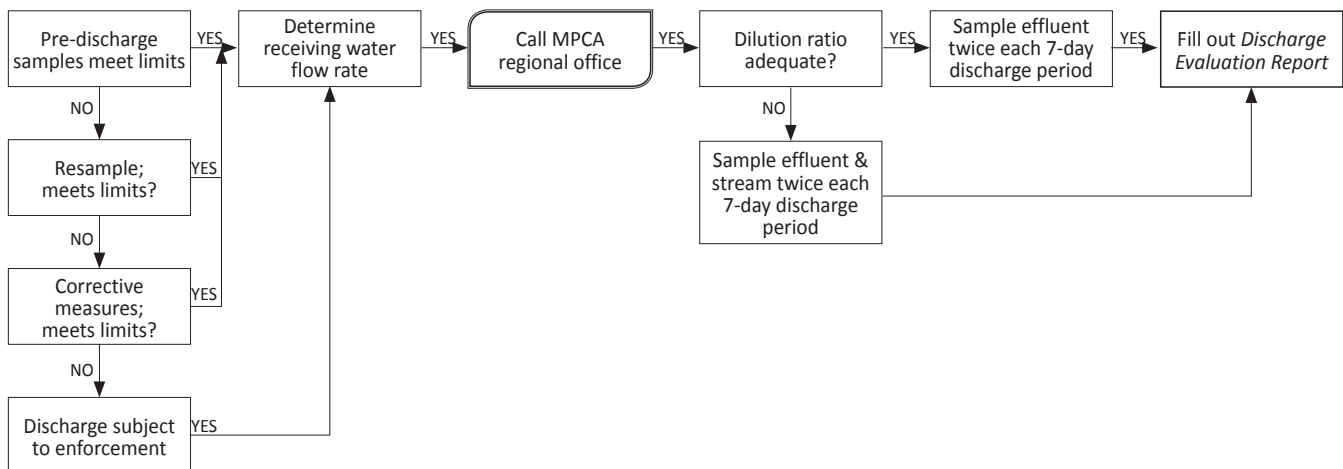 Pre-discharge
samples meet limits
YES
Determine
receiving water
flow rate
YES
Call MPCA
regional office
YES
Dilution ratio
adequate?
YES
Sample effluent
twice each 7-day
discharge period
YES
Fill out Discharge
Evaluation Report
NO
NO
Resample;
meets limits?
YES
Sample effluent &
stream twice each
7-day discharge
period
NO
Corrective
measures;
meets limits?
YES
NO
Discharge subject
to enforcement
YES